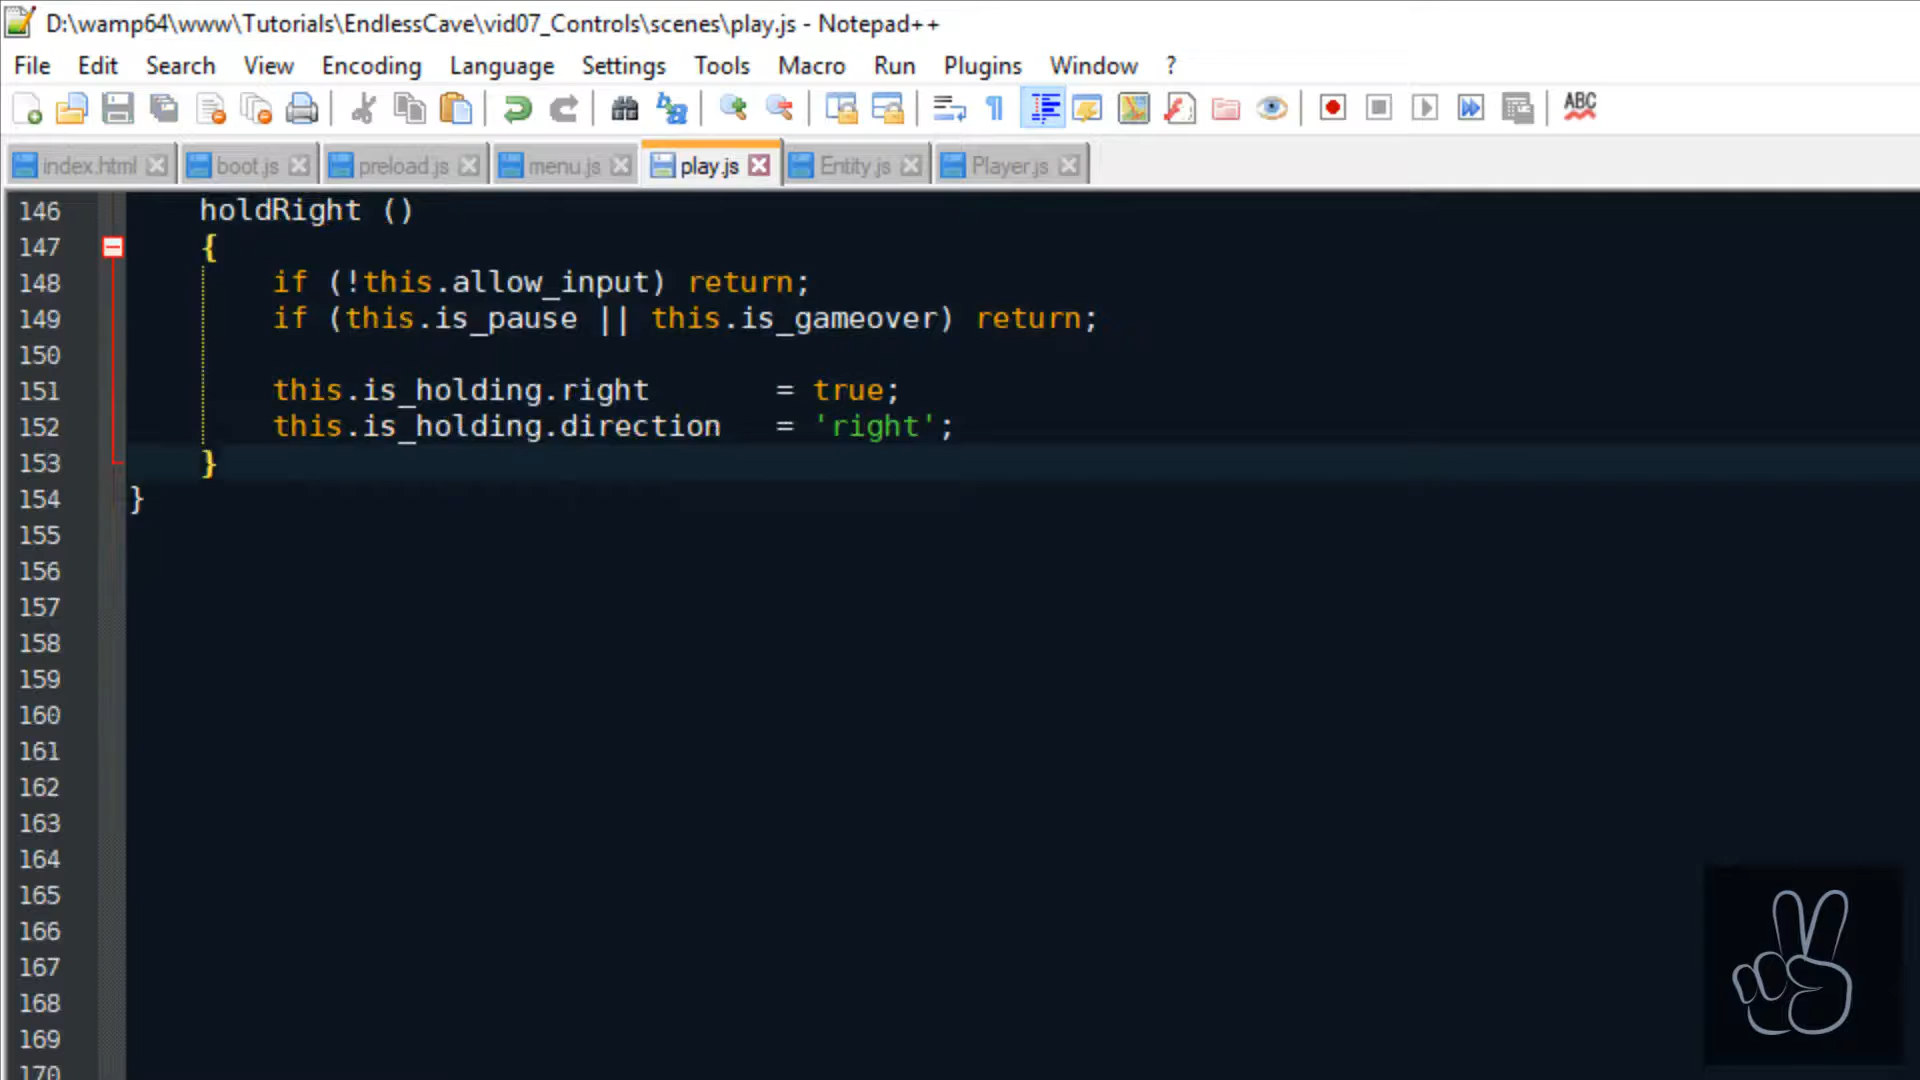 D:\wamp64\www\Tutorials\EndlessCave\vid07_Controls\scenes\play.js - Notepad++
File Edit Search View Encoding Language Settings Tools Macro Run Plugins Window ?
ABC
index.html boot.js preload.js menu.js play.js Entity.js Player.js
146 holdRight ()
147 {
148 if (!this.allow_input) return;
149 if (this.is_pause || this.is_gameover) return;
150
151 this.is_holding.right = true;
152 this.is_holding.direction = 'right';
153 }
154 }
155
156
157
158
159
160
161
162
163
164
165
166
167
168
169
170